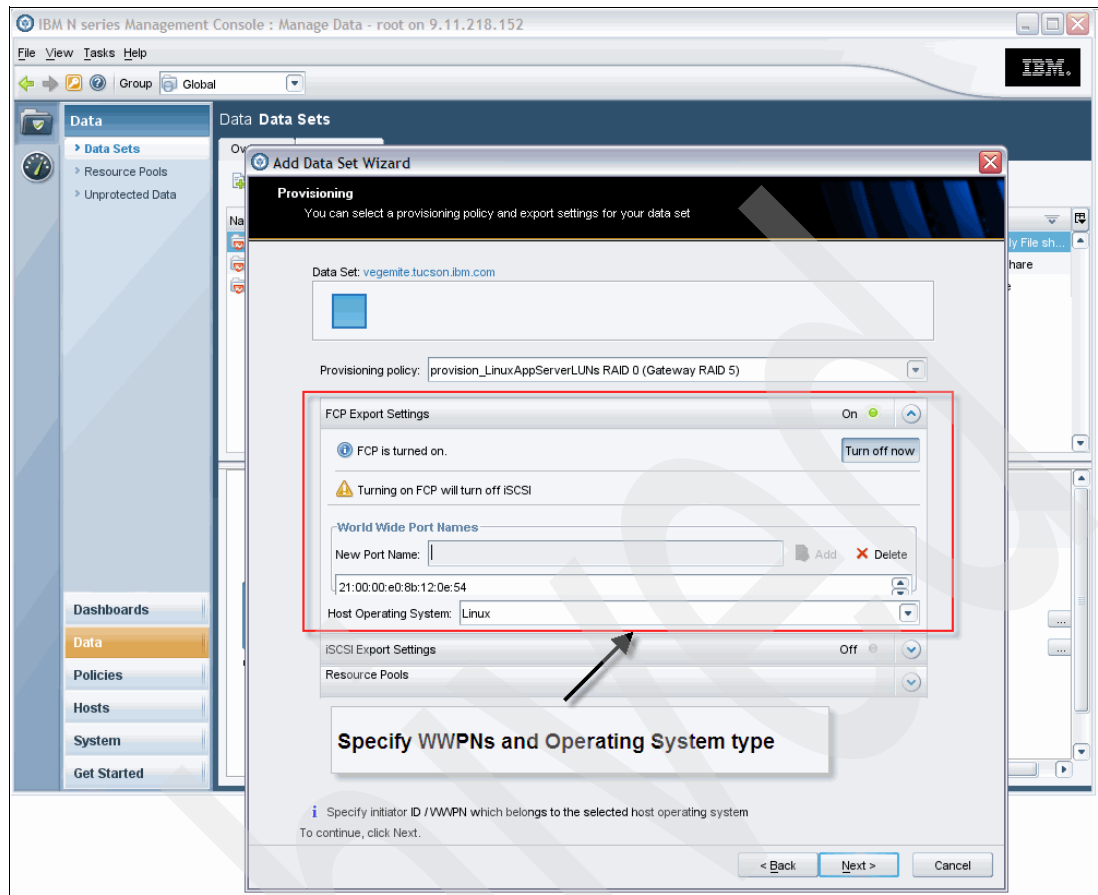 IBM N series Management Console : Manage Data - root on 9.11.218.152
File View Tasks Help
IBM.
Group Global
Data
Data Data Sets
Data Sets
Resource Pools
Unprotected Data
Add Data Set Wizard
Provisioning
You can select a provisioning policy and export settings for your data set
Data Set: vegemite.tucson.ibm.com
Provisioning policy: provision_LinuxAppServerLUNs RAID 0 (Gateway RAID 5)
FCP Export Settings On
FCP is turned on. Turn off now
Turning on FCP will turn off iSCSI
World Wide Port Names
New Port Name: Add Delete
21:00:00:e0:8b:12:0e:54
Host Operating System: Linux
iSCSI Export Settings Off
Resource Pools
Specify WWPNs and Operating System type
Specify initiator ID / WWPN which belongs to the selected host operating system
To continue, click Next.
< Back Next > Cancel
Dashboards
Data
Policies
Hosts
System
Get Started